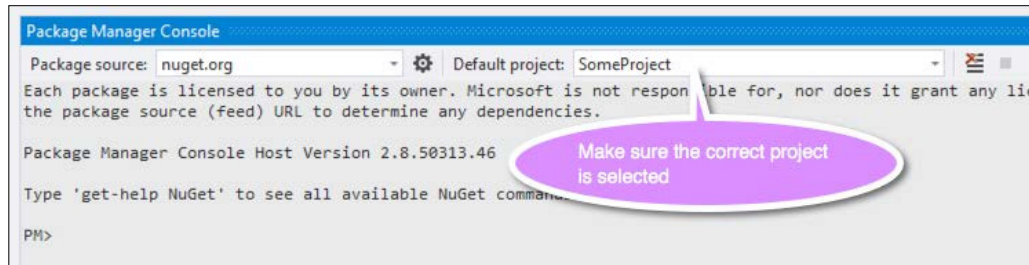 Package Manager Console
Package source: nuget.org Default project: SomeProject
Each package is licensed to you by its owner. Microsoft is not responsible for, nor does it grant any
the package source (feed) URL to determine any dependencies.
Package Manager Console Host Version 2.8.50313.46
Make sure the correct project
is selected
Type 'get-help NuGet' to see all available NuGet
PM>